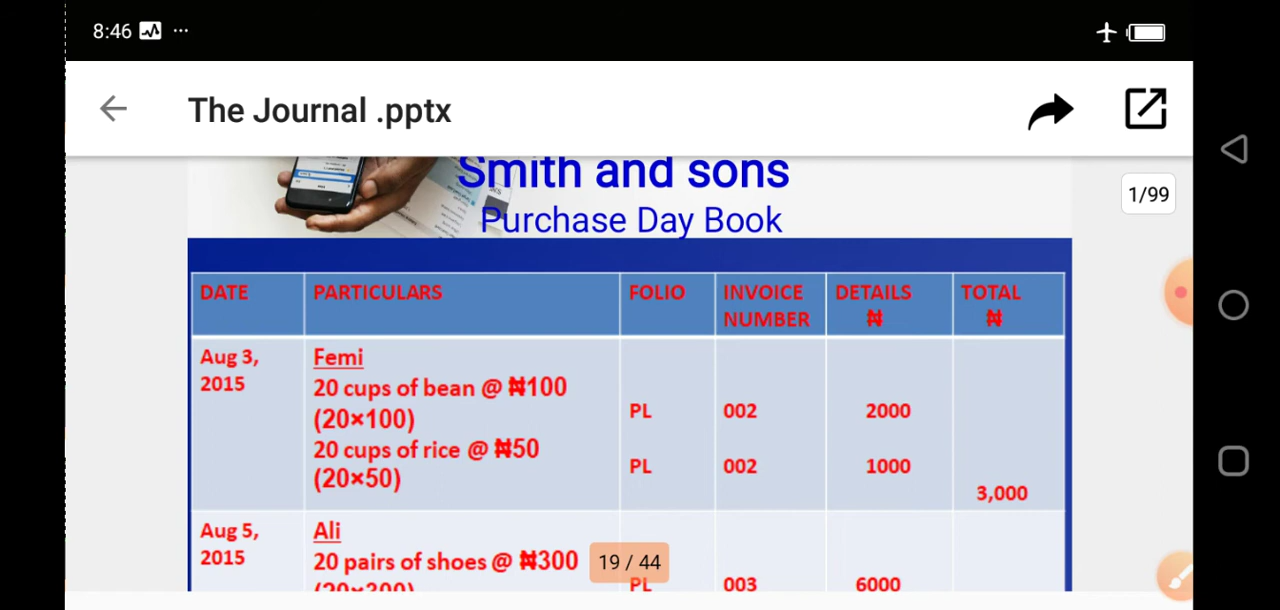 8:46 ...
The Journal .pptx
1/99
Smith and sons
Purchase Day Book
DATE PARTICULARS FOLIO INVOICE NUMBER DETAILS ₦ TOTAL ₦
Aug 3, 2015
Femi
20 cups of bean @ ₦100
(20×100) PL 002 2000
20 cups of rice @ ₦50
(20×50) PL 002 1000
3,000
Aug 5, 2015
Ali
20 pairs of shoes @ ₦300
(20×300) PL 003 6000
19 / 44